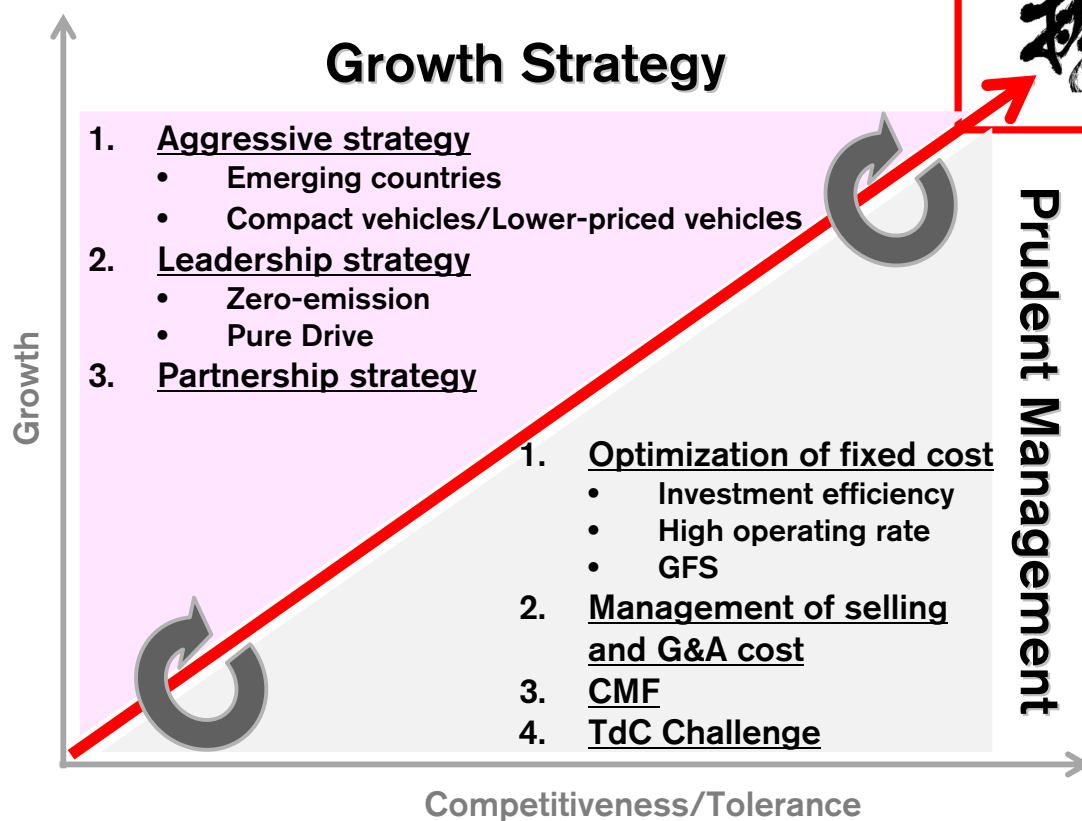 Growth Strategy
1. Aggressive strategy
• Emerging countries
• Compact vehicles/Lower-priced vehicles
2. Leadership strategy
• Zero-emission
• Pure Drive
3. Partnership strategy
Growth
1. Optimization of fixed cost
• Investment efficiency
• High operating rate
• GFS
2. Management of selling
and G&A cost
3. CMF
4. TdC Challenge
Prudent Management
Competitiveness/Tolerance